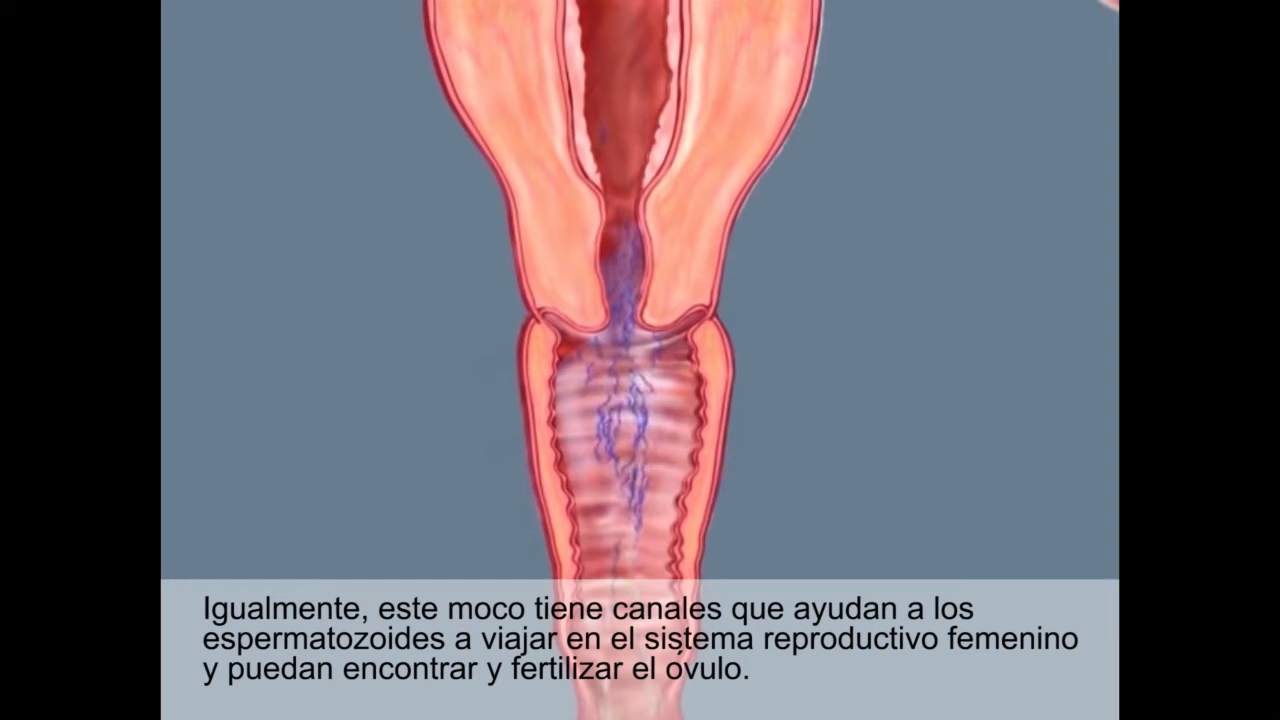 Igualmente, este moco tiene canales que ayudan a los
espermatozoides a viajar en el sistema reproductivo femenino
y puedan encontrar y fertilizar el óvulo.